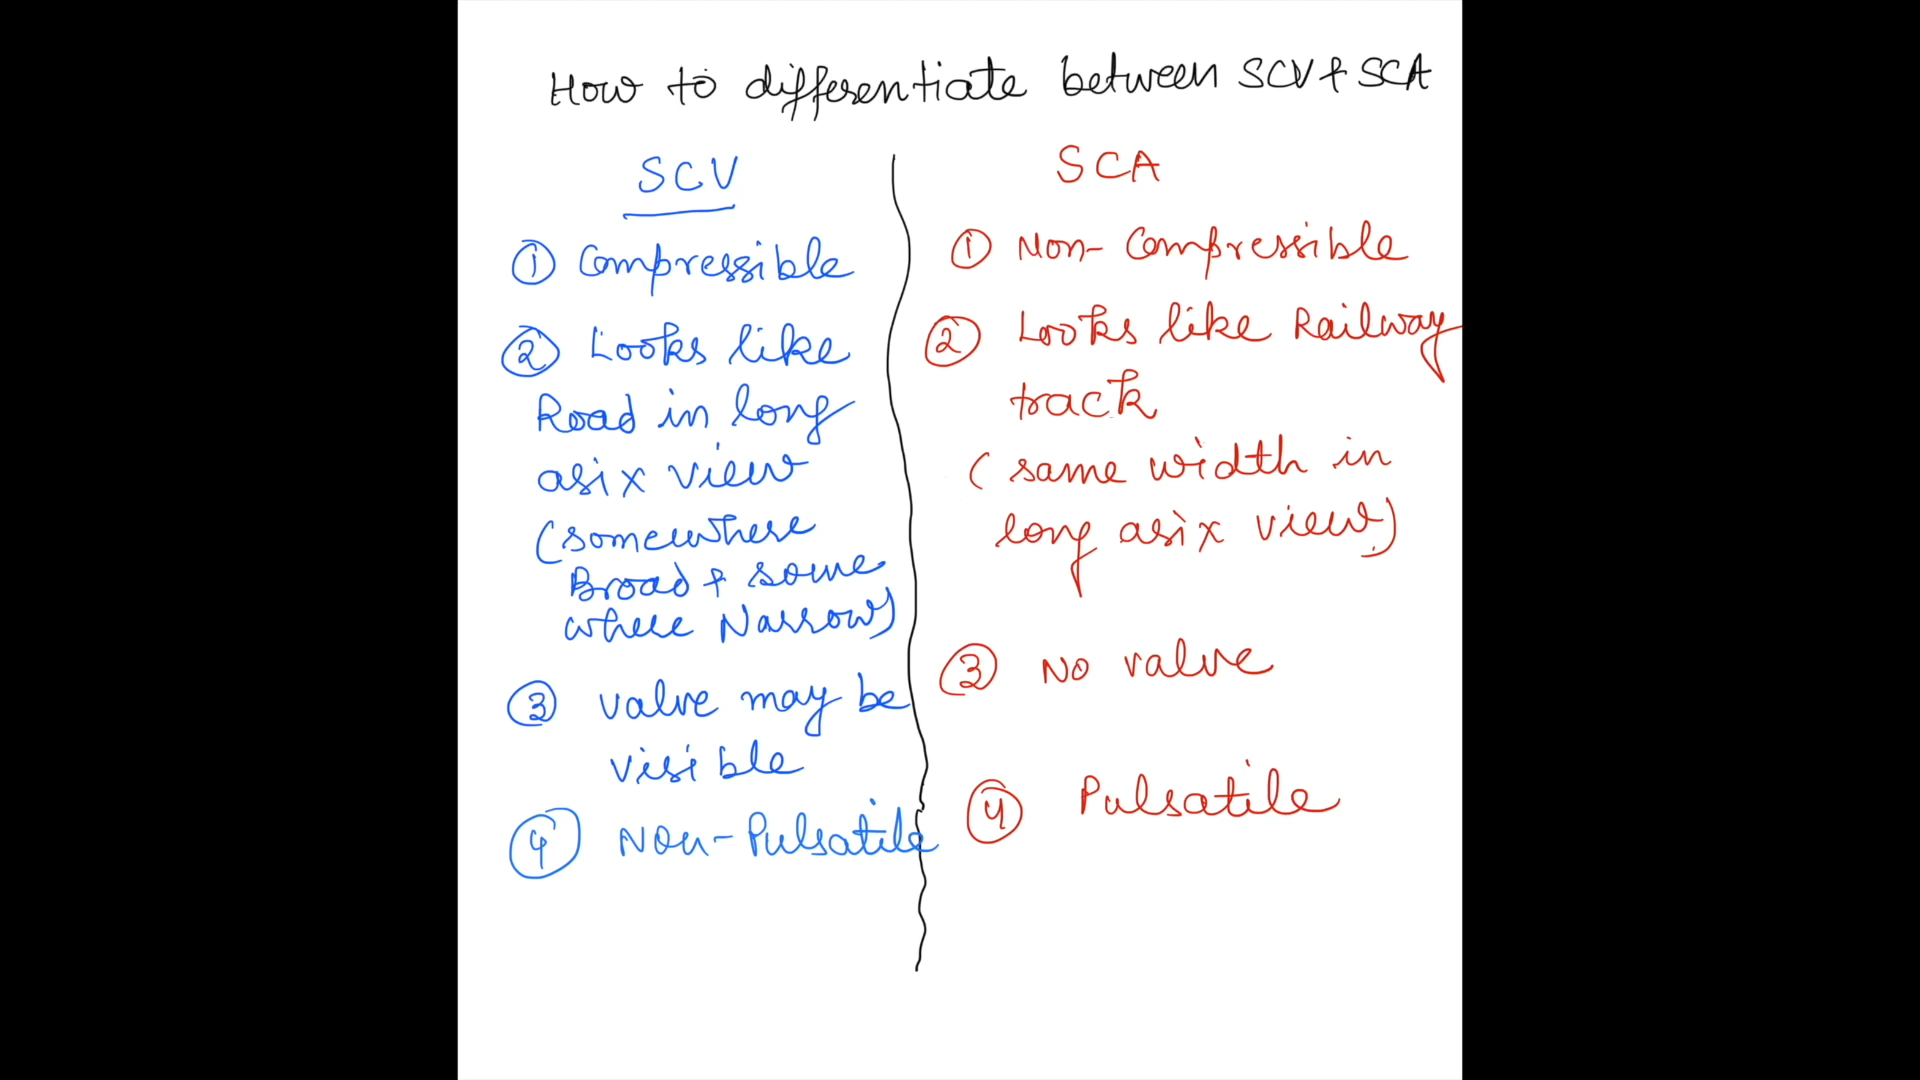 How to differentiate between SCV & SCA
SCV
① Compressible
② Looks like
Road in long
asix view
(somewhere
Broad & some
where Narrow)
③ valve may be
visible
④ Non-Pulsatile
SCA
① Non-Compressible
② Looks like Railway
track
(same width in
long asix view)
③ No valve
④ Pulsatile